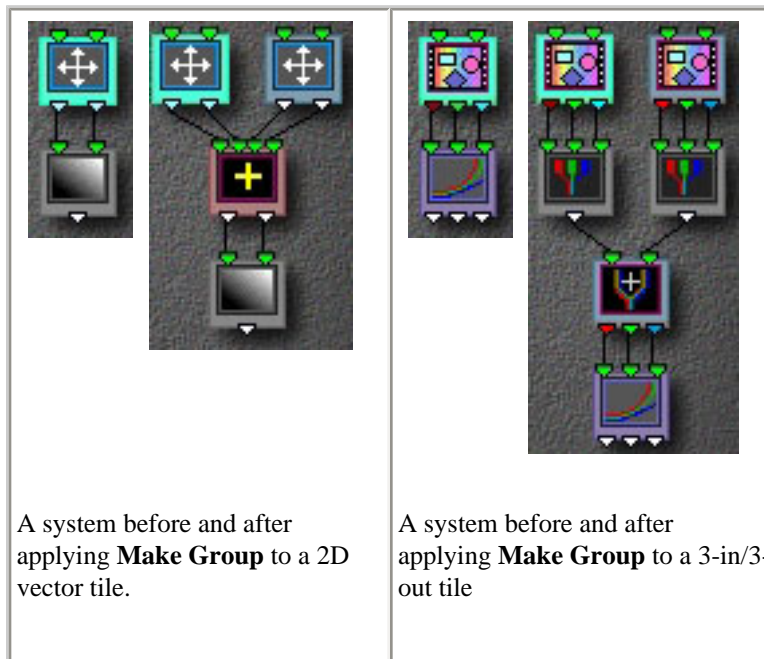 A system before and after
applying Make Group to a 2D
vector tile.
A system before and after
applying Make Group to a 3-in/3-
out tile